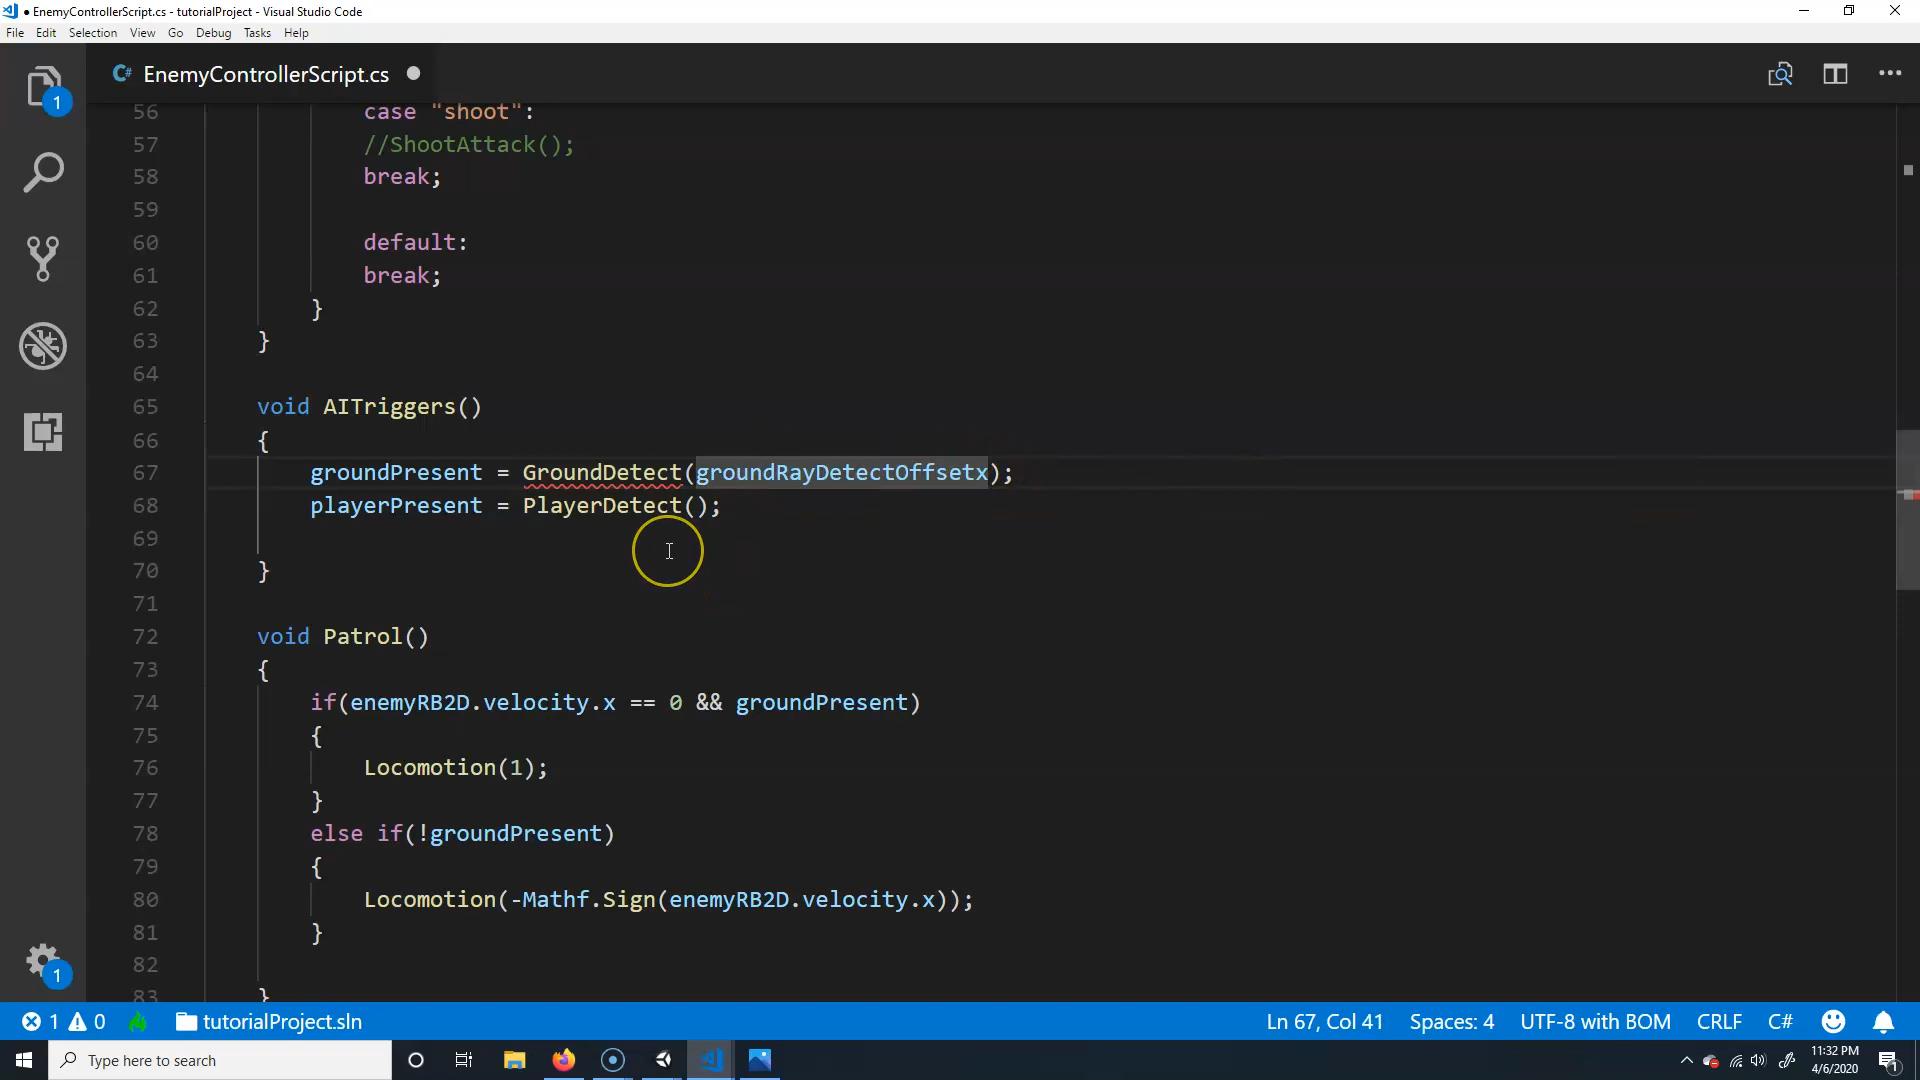 EnemyControllerScript.cs - tutorialProject - Visual Studio Code
File Edit Selection View Go Debug Tasks Help
C# EnemyControllerScript.cs
1
56 case "shoot":
57 //ShootAttack();
58 break;
59
60 default:
61 break;
62 }
63 }
64
65 void AITriggers()
66 {
67 groundPresent = GroundDetect(groundRayDetectOffsetx);
68 playerPresent = PlayerDetect();
69
70 }
71
72 void Patrol()
73 {
74 if(enemyRB2D.velocity.x == 0 && groundPresent)
75 {
76 Locomotion(1);
77 }
78 else if(!groundPresent)
79 {
80 Locomotion(-Mathf.Sign(enemyRB2D.velocity.x));
81 }
82
83 }
1
1 0 tutorialProject.sln Ln 67, Col 41 Spaces: 4 UTF-8 with BOM CRLF C#
Type here to search
11:32 PM
4/6/2020
1